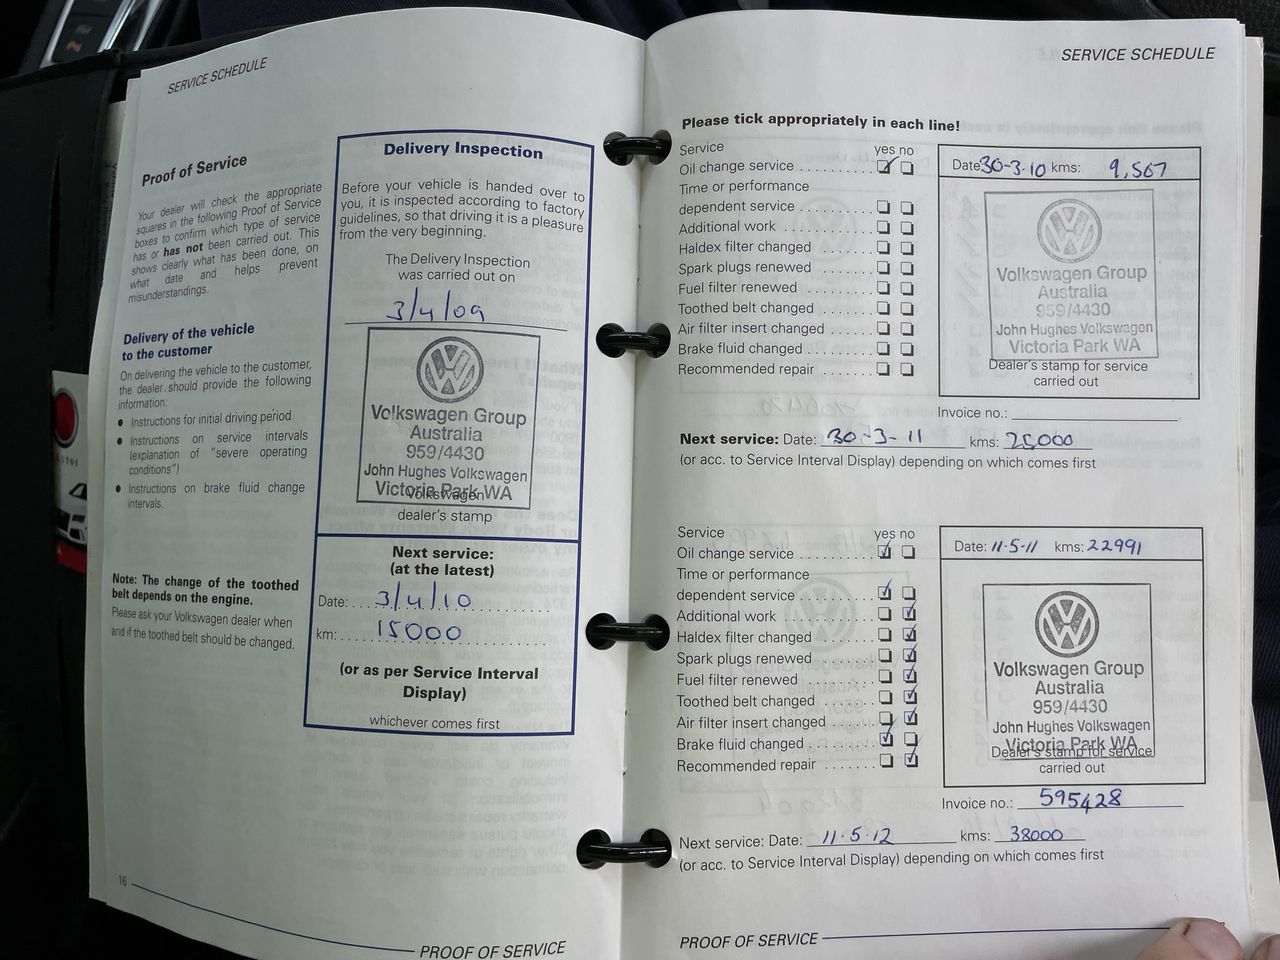 SERVICE SCHEDULE
Proof of Service
Your dealer will check the appropriate
squares in the following Proof of Service
boxes to confirm which type of service
has or has not been carried out. This
shows clearly what has been done, on
what date and helps prevent
misunderstandings.
Delivery of the vehicle
to the customer
On delivering the vehicle to the customer,
the dealer should provide the following
information:
● Instructions for initial driving period
● Instructions on service intervals
(explanation of "severe operating
conditions")
● Instructions on brake fluid change
intervals.
Note: The change of the toothed
belt depends on the engine.
Please ask your Volkswagen dealer when
and if the toothed belt should be changed.
16
PROOF OF SERVICE
Delivery Inspection
Before your vehicle is handed over to
you, it is inspected according to factory
guidelines, so that driving it is a pleasure
from the very beginning.
The Delivery Inspection
was carried out on
3/4/09
Volkswagen Group
Australia
959/4430
John Hughes Volkswagen
Victoria Park WA
Volkswagen
dealer's stamp
Next service:
(at the latest)
Date: 3/4/10
km: 15000
(or as per Service Interval
Display)
whichever comes first
SERVICE SCHEDULE
Please tick appropriately in each line!
Service yes no
Oil change service
Time or performance
dependent service
Additional work
Haldex filter changed
Spark plugs renewed
Fuel filter renewed
Toothed belt changed
Air filter insert changed
Brake fluid changed
Recommended repair
Date: 30-3-10 kms: 9,567
Volkswagen Group
Australia
959/4430
John Hughes Volkswagen
Victoria Park WA
Dealer's stamp for service
carried out
Invoice no.:
Next service: Date: 30-3-11 kms: 25000
(or acc. to Service Interval Display) depending on which comes first
Service yes no
Oil change service
Time or performance
dependent service
Additional work
Haldex filter changed
Spark plugs renewed
Fuel filter renewed
Toothed belt changed
Air filter insert changed
Brake fluid changed
Recommended repair
Date: 11.5.11 kms: 22991
Volkswagen Group
Australia
959/4430
John Hughes Volkswagen
Victoria Park WA
Dealer's stamp for service
carried out
Invoice no.: 595428
Next service: Date: 11.5.12 kms: 38000
(or acc. to Service Interval Display) depending on which comes first
PROOF OF SERVICE